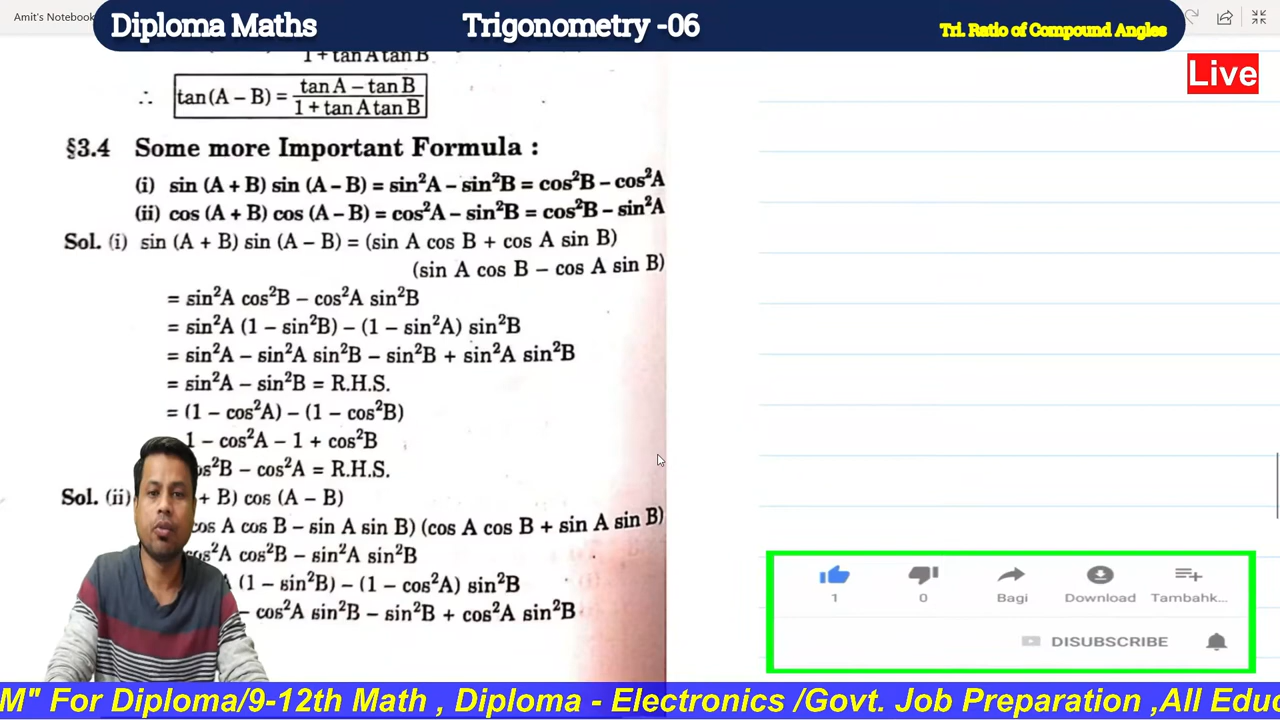 Amit's Notebook
Diploma Maths
Trigonometry -06
Tri. Ratio of Compound Angles
Live
1 + tan A tan B
∴ tan (A – B) = tan A – tan B / 1 + tan A tan B
§3.4 Some more Important Formula :
(i) sin (A + B) sin (A – B) = sin²A – sin²B = cos²B – cos²A
(ii) cos (A + B) cos (A – B) = cos²A – sin²B = cos²B – sin²A
Sol. (i) sin (A + B) sin (A – B) = (sin A cos B + cos A sin B)
(sin A cos B – cos A sin B)
= sin²A cos²B – cos²A sin²B
= sin²A (1 – sin²B) – (1 – sin²A) sin²B
= sin²A – sin²A sin²B – sin²B + sin²A sin²B
= sin²A – sin²B = R.H.S.
= (1 – cos²A) – (1 – cos²B)
1 – cos²A – 1 + cos²B
os²B – cos²A = R.H.S.
Sol. (ii) + B) cos (A – B)
os A cos B – sin A sin B) (cos A cos B + sin A sin B)
os²A cos²B – sin²A sin²B
(1 – sin²B) – (1 – cos²A) sin²B
– cos²A sin²B – sin²B + cos²A sin²B
1
0
Bagi
Download
Tambahk...
DISUBSCRIBE
M" For Diploma/9-12th Math , Diploma - Electronics /Govt. Job Preparation ,All Educ